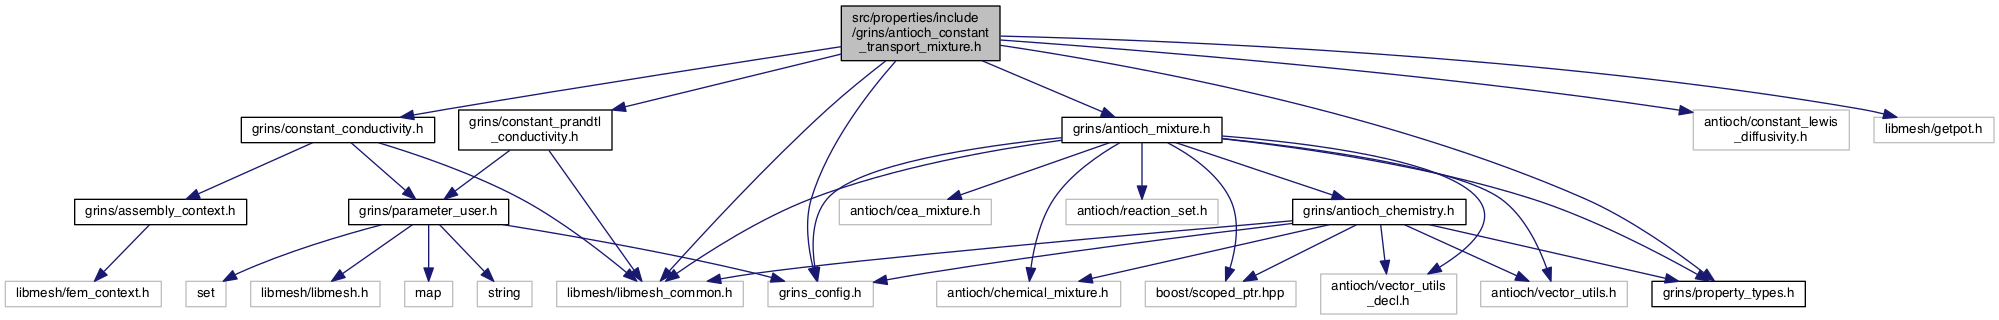 src/properties/include
/grins/antioch_constant
_transport_mixture.h
grins/constant_conductivity.h
grins/constant_prandtl
_conductivity.h
grins/antioch_mixture.h
antioch/constant_lewis
_diffusivity.h
libmesh/getpot.h
grins/assembly_context.h
grins/parameter_user.h
antioch/cea_mixture.h
antioch/reaction_set.h
grins/antioch_chemistry.h
libmesh/fem_context.h
set
libmesh/libmesh.h
map
string
libmesh/libmesh_common.h
grins_config.h
antioch/chemical_mixture.h
boost/scoped_ptr.hpp
antioch/vector_utils
_decl.h
antioch/vector_utils.h
grins/property_types.h